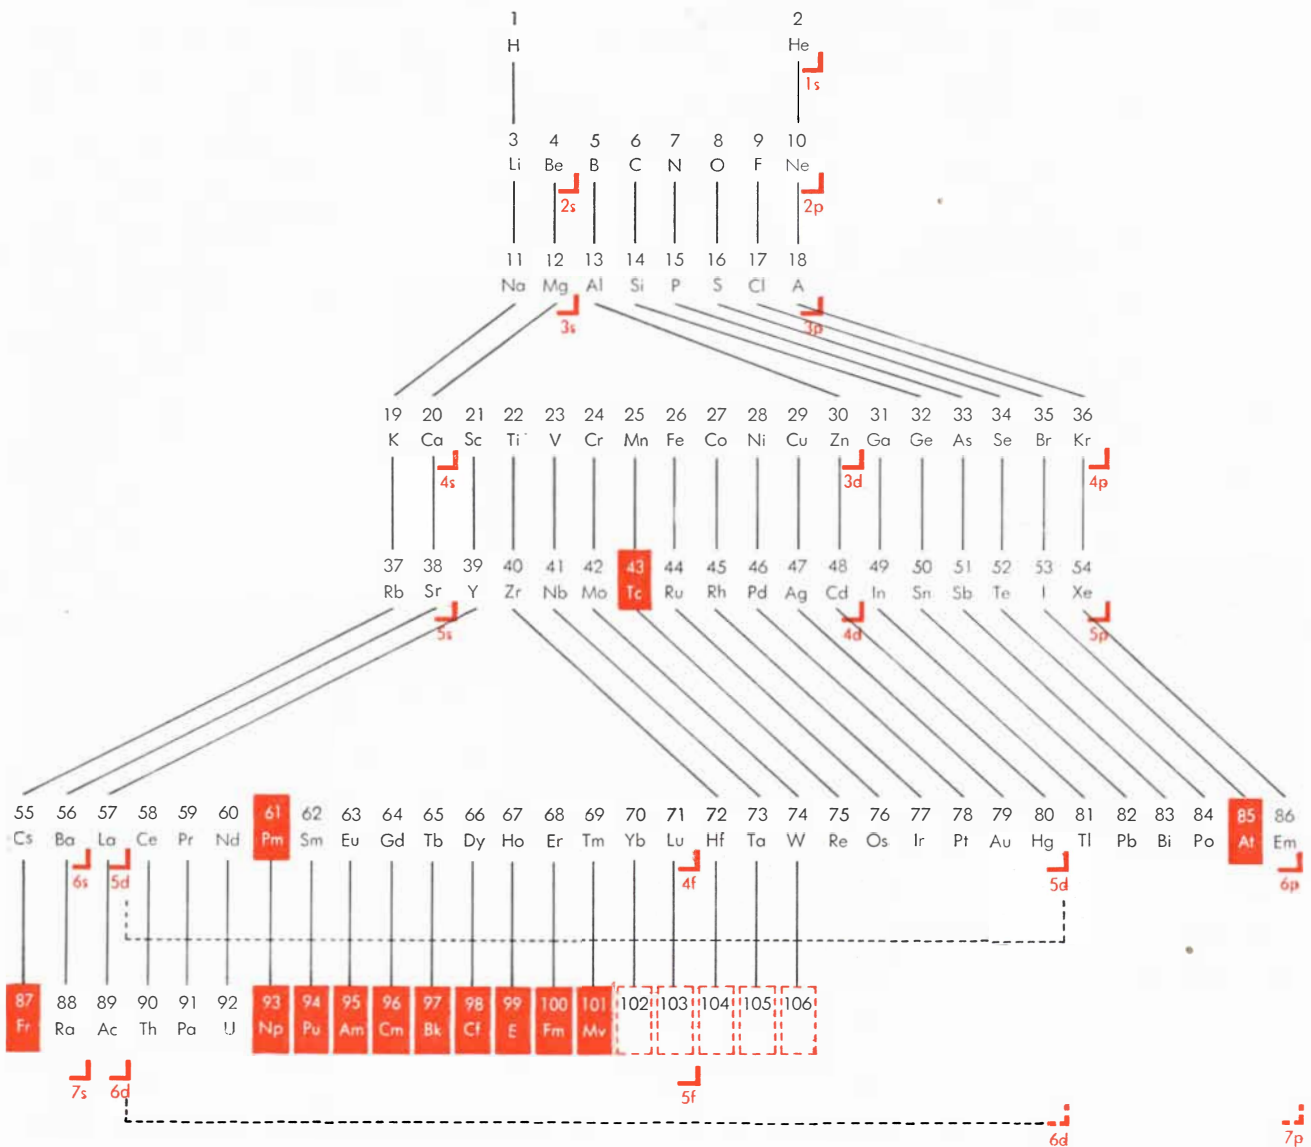 1 2
H He
1s
3 4 5 6 7 8 9 10
Li Be B C N O F Ne
2s 2p
11 12 13 14 15 16 17 18
Na Mg Al Si P S Cl A
3s 3p
19 20 21 22 23 24 25 26 27 28 29 30 31 32 33 34 35 36
K Ca Sc Ti V Cr Mn Fe Co Ni Cu Zn Ga Ge As Se Br Kr
4s 3d 4p
37 38 39 40 41 42 43 44 45 46 47 48 49 50 51 52 53 54
Rb Sr Y Zr Nb Mo Tc Ru Rh Pd Ag Cd In Sn Sb Te I Xe
5s 4d 5p
55 56 57 58 59 60 61 62 63 64 65 66 67 68 69 70 71 72 73 74 75 76 77 78 79 80 81 82 83 84 85 86
Cs Ba La Ce Pr Nd Pm Sm Eu Gd Tb Dy Ho Er Tm Yb Lu Hf Ta W Re Os Ir Pt Au Hg Tl Pb Bi Po At Em
6s 5d 4f 5d 6p
87 88 89 90 91 92 93 94 95 96 97 98 99 100 101 102 103 104 105 106
Fr Ra Ac Th Pa U Np Pu Am Cm Bk Cf E Fm Mv
7s 6d 5f
6d 7p